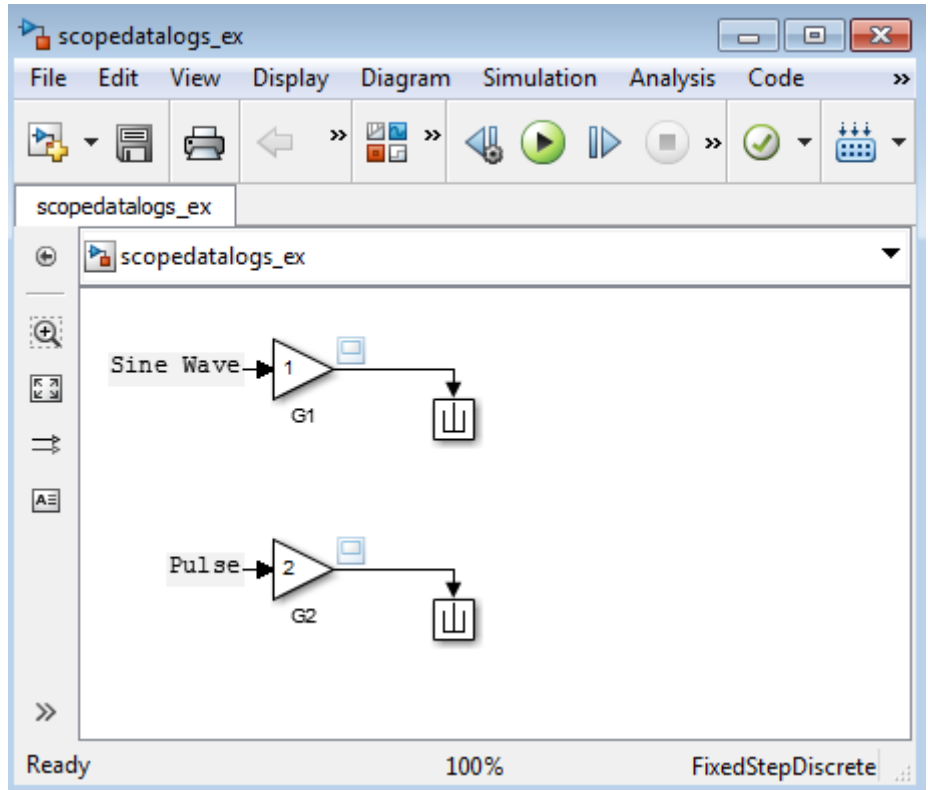 scopedatalogs_ex
File Edit View Display Diagram Simulation Analysis Code »
scopedatalogs_ex
scopedatalogs_ex
Sine Wave 1
G1
Pulse 2
G2
Ready 100% FixedStepDiscrete